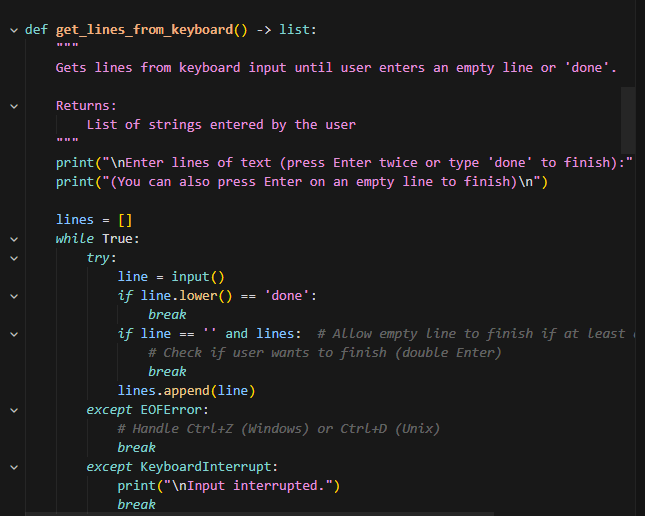 def get_lines_from_keyboard() -> list:
    """
    Gets lines from keyboard input until user enters an empty line or 'done'.

    Returns:
        List of strings entered by the user
    """
    print("\nEnter lines of text (press Enter twice or type 'done' to finish):"
    print("(You can also press Enter on an empty line to finish)\n")

    lines = []
    while True:
        try:
            line = input()
            if line.lower() == 'done':
                break
            if line == '' and lines:  # Allow empty line to finish if at least
                # Check if user wants to finish (double Enter)
                break
            lines.append(line)
        except EOFError:
            # Handle Ctrl+Z (Windows) or Ctrl+D (Unix)
            break
        except KeyboardInterrupt:
            print("\nInput interrupted.")
            break